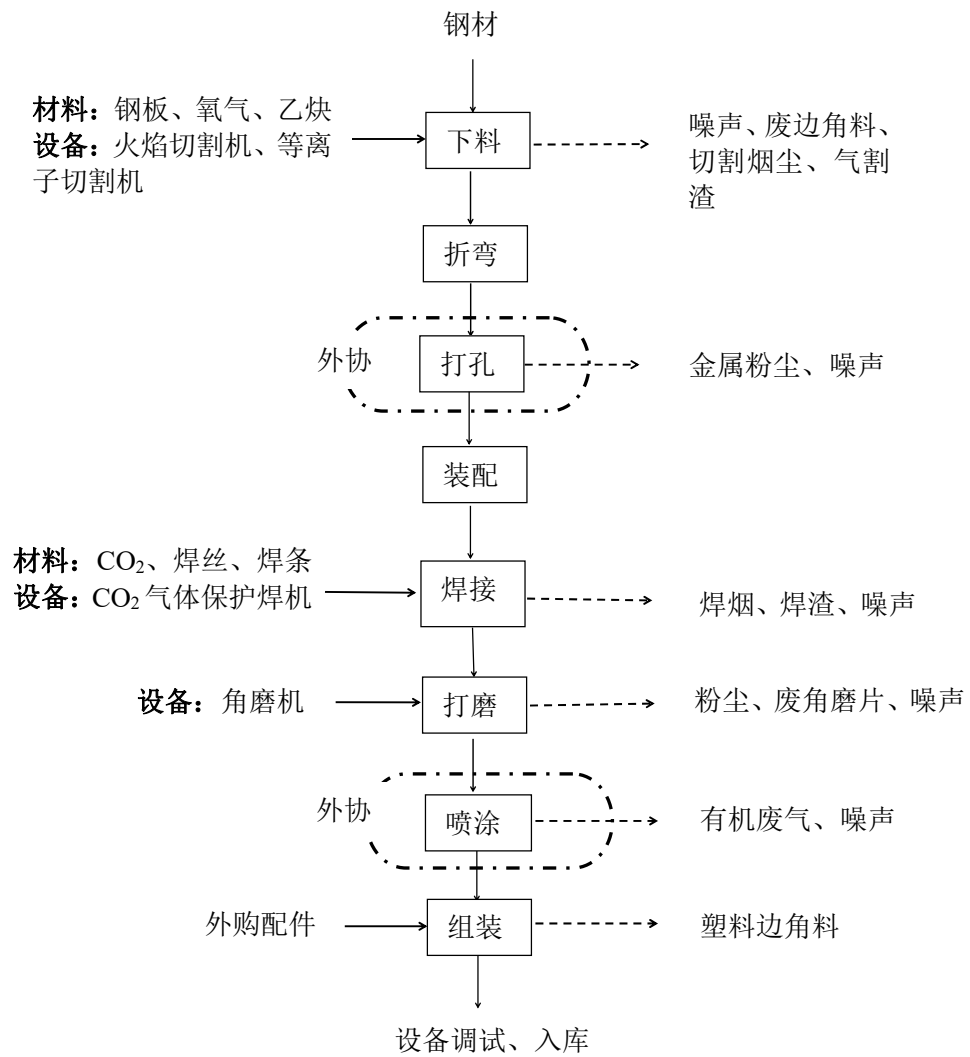 钢材
材料：钢板、氧气、乙炔
设备：火焰切割机、等离
子切割机
下料
噪声、废边角料、
切割烟尘、气割
渣
折弯
外协
打孔
金属粉尘、噪声
装配
材料：CO₂、焊丝、焊条
设备：CO₂气体保护焊机
焊接
焊烟、焊渣、噪声
设备：角磨机
打磨
粉尘、废角磨片、噪声
外协
喷涂
有机废气、噪声
外购配件
组装
塑料边角料
设备调试、入库